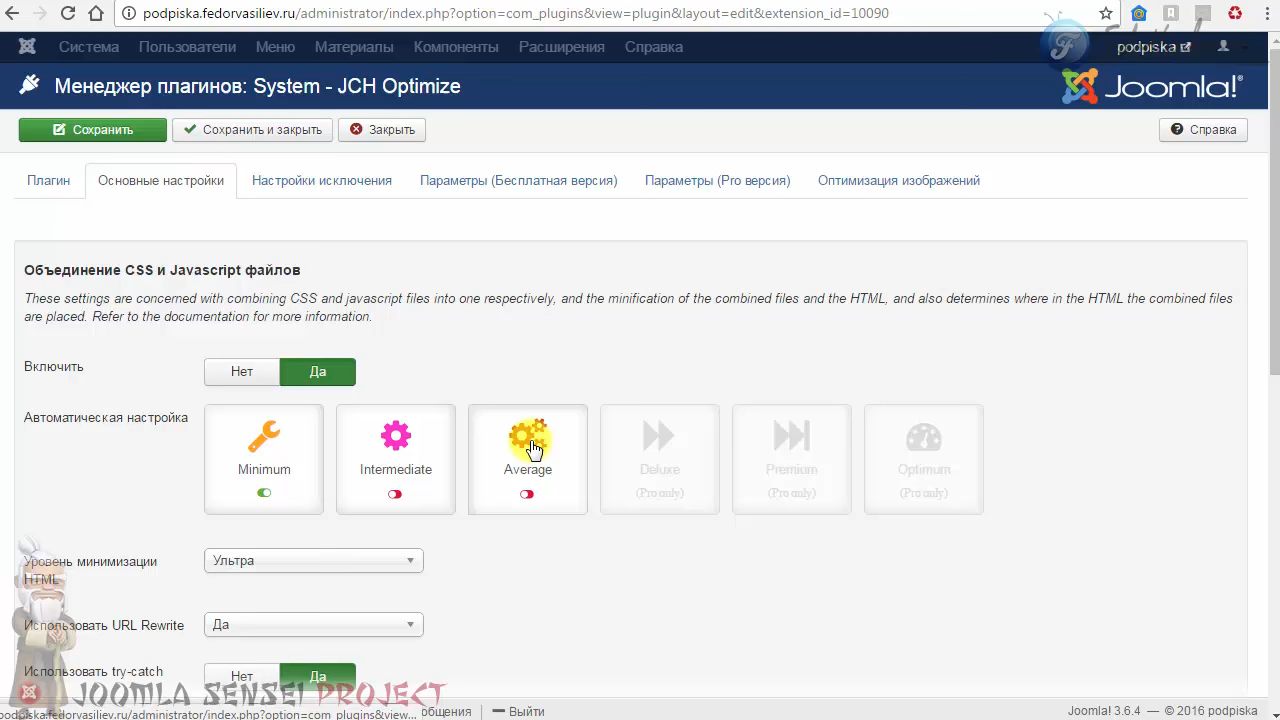 podpiska.fedorvasiliev.ru/administrator/index.php?option=com_plugins&view=plugin&layout=edit&extension_id=10090
Система Пользователи Меню Материалы Компоненты Расширения Справка podpiska
Менеджер плагинов: System - JCH Optimize
Joomla!®
Сохранить Сохранить и закрыть Закрыть Справка
Плагин Основные настройки Настройки исключения Параметры (Бесплатная версия) Параметры (Pro версия) Оптимизация изображений
Объединение CSS и Javascript файлов
These settings are concerned with combining CSS and javascript files into one respectively, and the minification of the combined files and the HTML, and also determines where in the HTML the combined files
are placed. Refer to the documentation for more information.
Включить Нет Да
Автоматическая настройка
Minimum Intermediate Average Deluxe Premium Optimum
(Pro only) (Pro only) (Pro only)
Уровень минимизации Ультра
HTML
Использовать URL Rewrite Да
Использовать try-catch Нет Да
JOOMLA SENSEI PROJECT
podpiska.fedorvasiliev.ru/administrator/index.php?option=com_plugins&view... общения Выйти Joomla! 3.6.4 — © 2016 podpiska